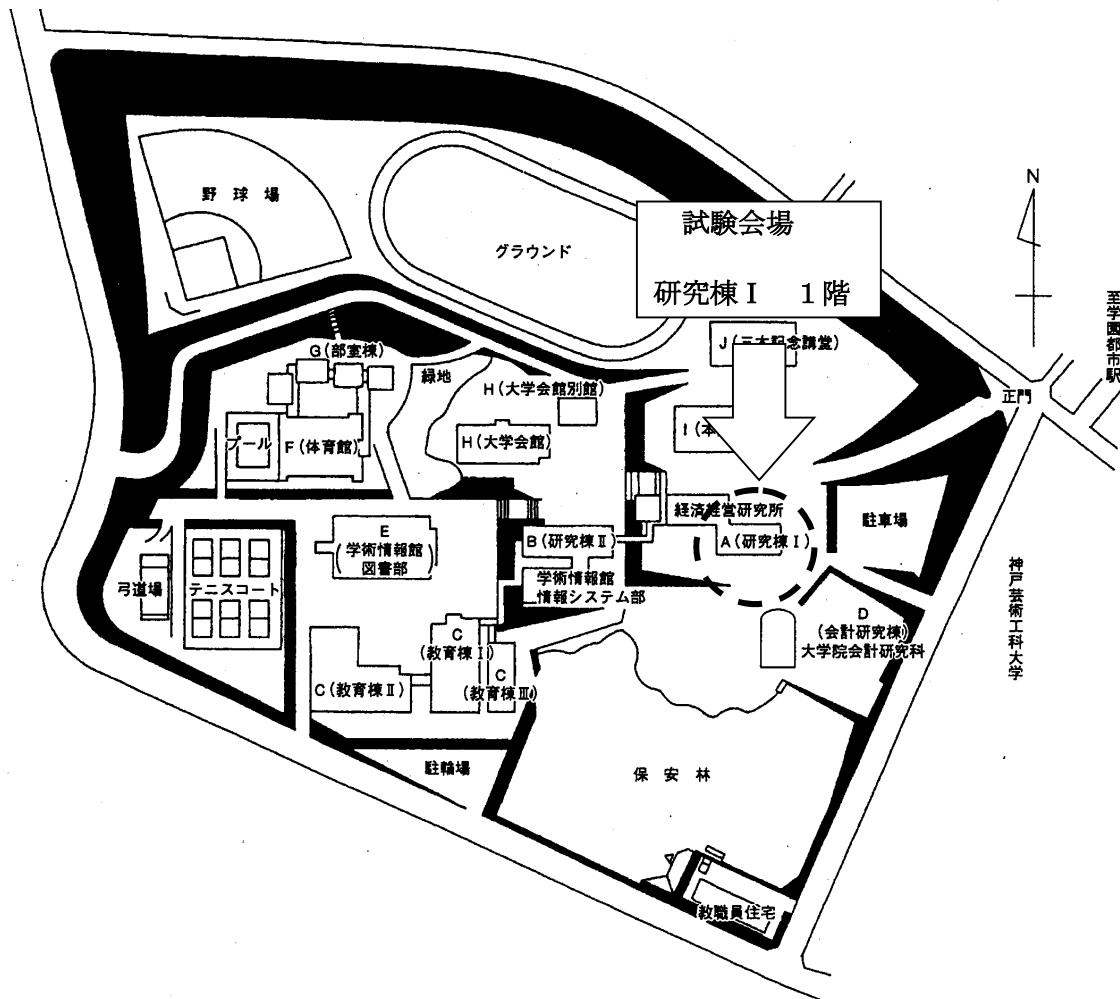 野球場
グラウンド
試験会場
研究棟Ⅰ 1階
N
至学園都市駅
J(三木記念講堂)
G(部室棟)
緑地
H(大学会館別館)
正門
プール
F(体育館)
H(大学会館)
I(本
経済経営研究所
駐車場
E
(学術情報館
図書部)
B(研究棟Ⅱ)
A(研究棟Ⅰ)
弓道場
テニスコート
学術情報館
情報システム部
神戸芸術工科大学
D
(会計研究棟)
大学院会計研究科
C
(教育棟Ⅰ)
C(教育棟Ⅱ)
C
(教育棟Ⅲ)
駐輪場
保安林
教職員住宅